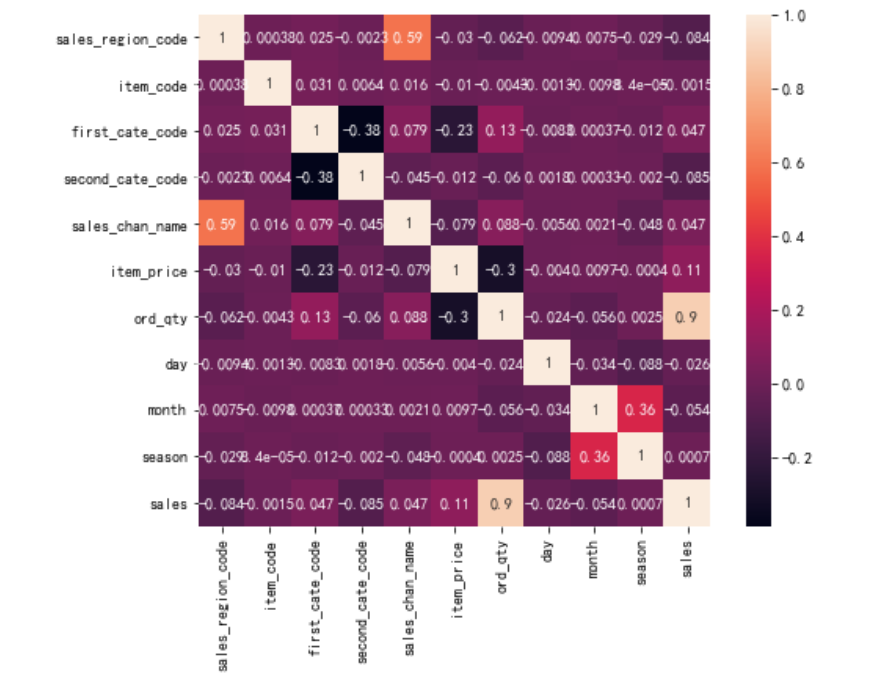 sales_region_code 1 0.00038 0.025 -0.0023 0.59 -0.03 -0.062 -0.0094 0.0075 -0.029 -0.084
item_code 0.00038 1 0.031 0.0064 0.016 -0.01 -0.0043 -0.0013 -0.0098 8.4e-05 -0.0015
first_cate_code 0.025 0.031 1 -0.38 0.079 -0.23 0.13 -0.0083 0.00037 -0.012 0.047
second_cate_code -0.0023 0.0064 -0.38 1 -0.045 -0.012 -0.06 0.0018 0.00033 -0.002 -0.085
sales_chan_name 0.59 0.016 0.079 -0.045 1 -0.079 0.088 -0.0056 0.0021 -0.048 0.047
item_price -0.03 -0.01 -0.23 -0.012 -0.079 1 -0.3 -0.004 0.0097 -0.0004 0.11
ord_qty -0.062 -0.0043 0.13 -0.06 0.088 -0.3 1 -0.024 -0.056 0.0025 0.9
day -0.0094 -0.0013 -0.0083 0.0018 -0.0056 -0.004 -0.024 1 -0.034 -0.088 -0.026
month 0.0075 -0.0098 0.00037 0.00033 0.0021 0.0097 -0.056 -0.034 1 0.36 -0.054
season -0.029 8.4e-05 -0.012 -0.002 -0.048 -0.0004 0.0025 -0.088 0.36 1 0.0007
sales -0.084 -0.0015 0.047 -0.085 0.047 0.11 0.9 -0.026 -0.054 0.0007 1
sales_region_code
item_code
first_cate_code
second_cate_code
sales_chan_name
item_price
ord_qty
day
month
season
sales
1.0
0.8
0.6
0.4
0.2
0.0
-0.2